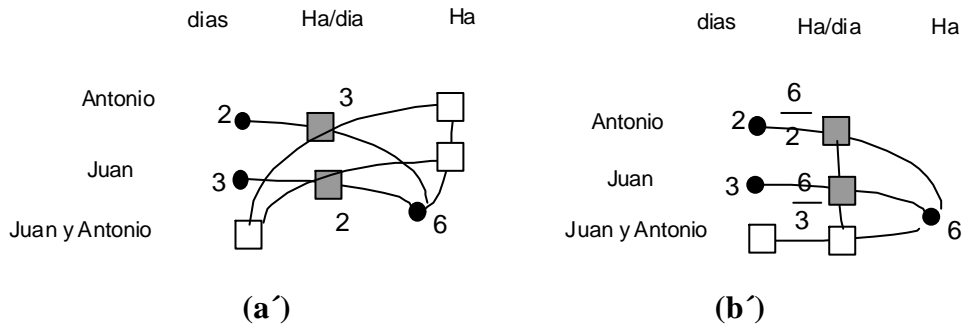 dias Ha/dia Ha
Antonio 2 3
Juan 3 2 6
Juan y Antonio
(a´)
dias Ha/dia Ha
Antonio 2 6/2
Juan 3 6/3
Juan y Antonio 6
(b´)